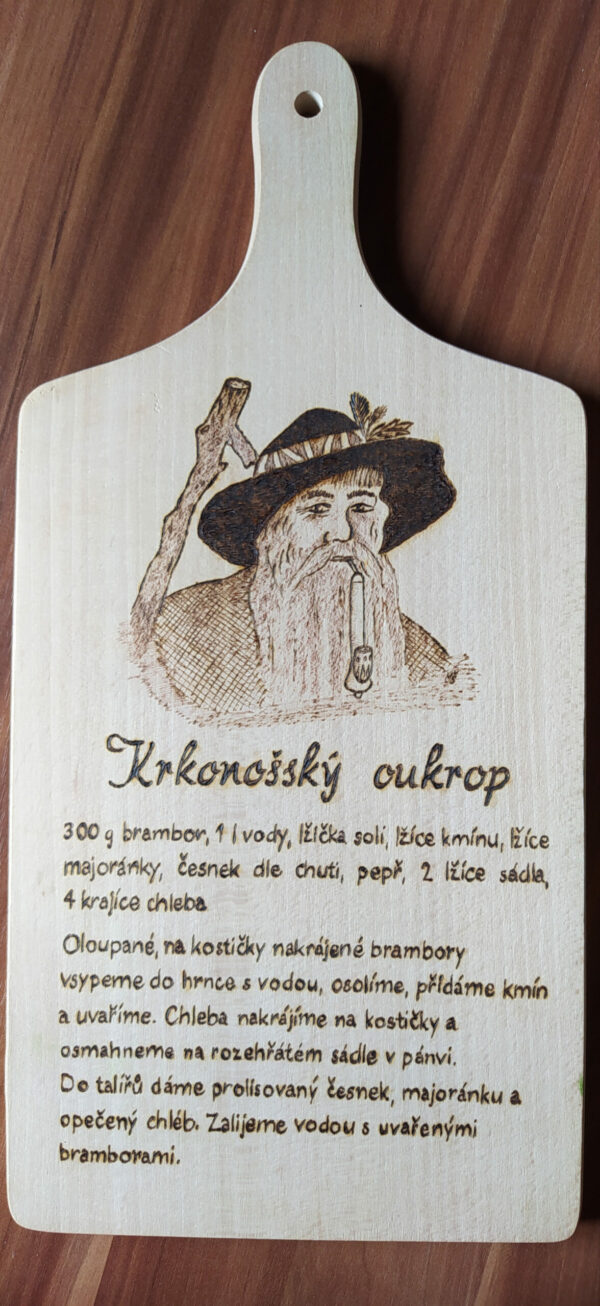 Krkonošský oukrop
300 g brambor, 1 l vody, lžička soli, lžíce kmínu, lžíce
majoránky, česnek dle chuti, pepř, 2 lžíce sádla,
4 krajíce chleba
Oloupané, na kostičky nakrájené brambory
vsypeme do hrnce s vodou, osolíme, přidáme kmín
a uvaříme. Chleba nakrájíme na kostičky a
osmahneme na rozehřátém sádle v pánvi.
Do talířů dáme prolisovaný česnek, majoránku a
opečený chléb. Zalijeme vodou s uvařenými
bramborami.